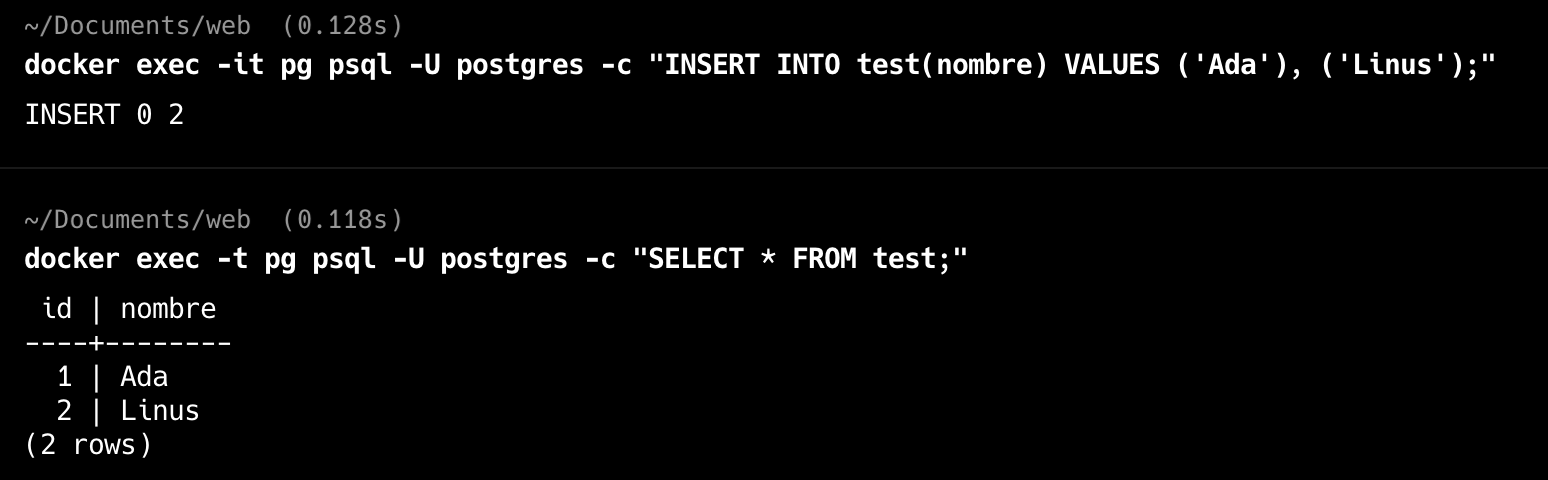 ~/Documents/web (0.128s)
docker exec -it pg psql -U postgres -c "INSERT INTO test(nombre) VALUES ('Ada'), ('Linus');"
INSERT 0 2
~/Documents/web (0.118s)
docker exec -t pg psql -U postgres -c "SELECT * FROM test;"
 id | nombre
----+--------
  1 | Ada
  2 | Linus
(2 rows)